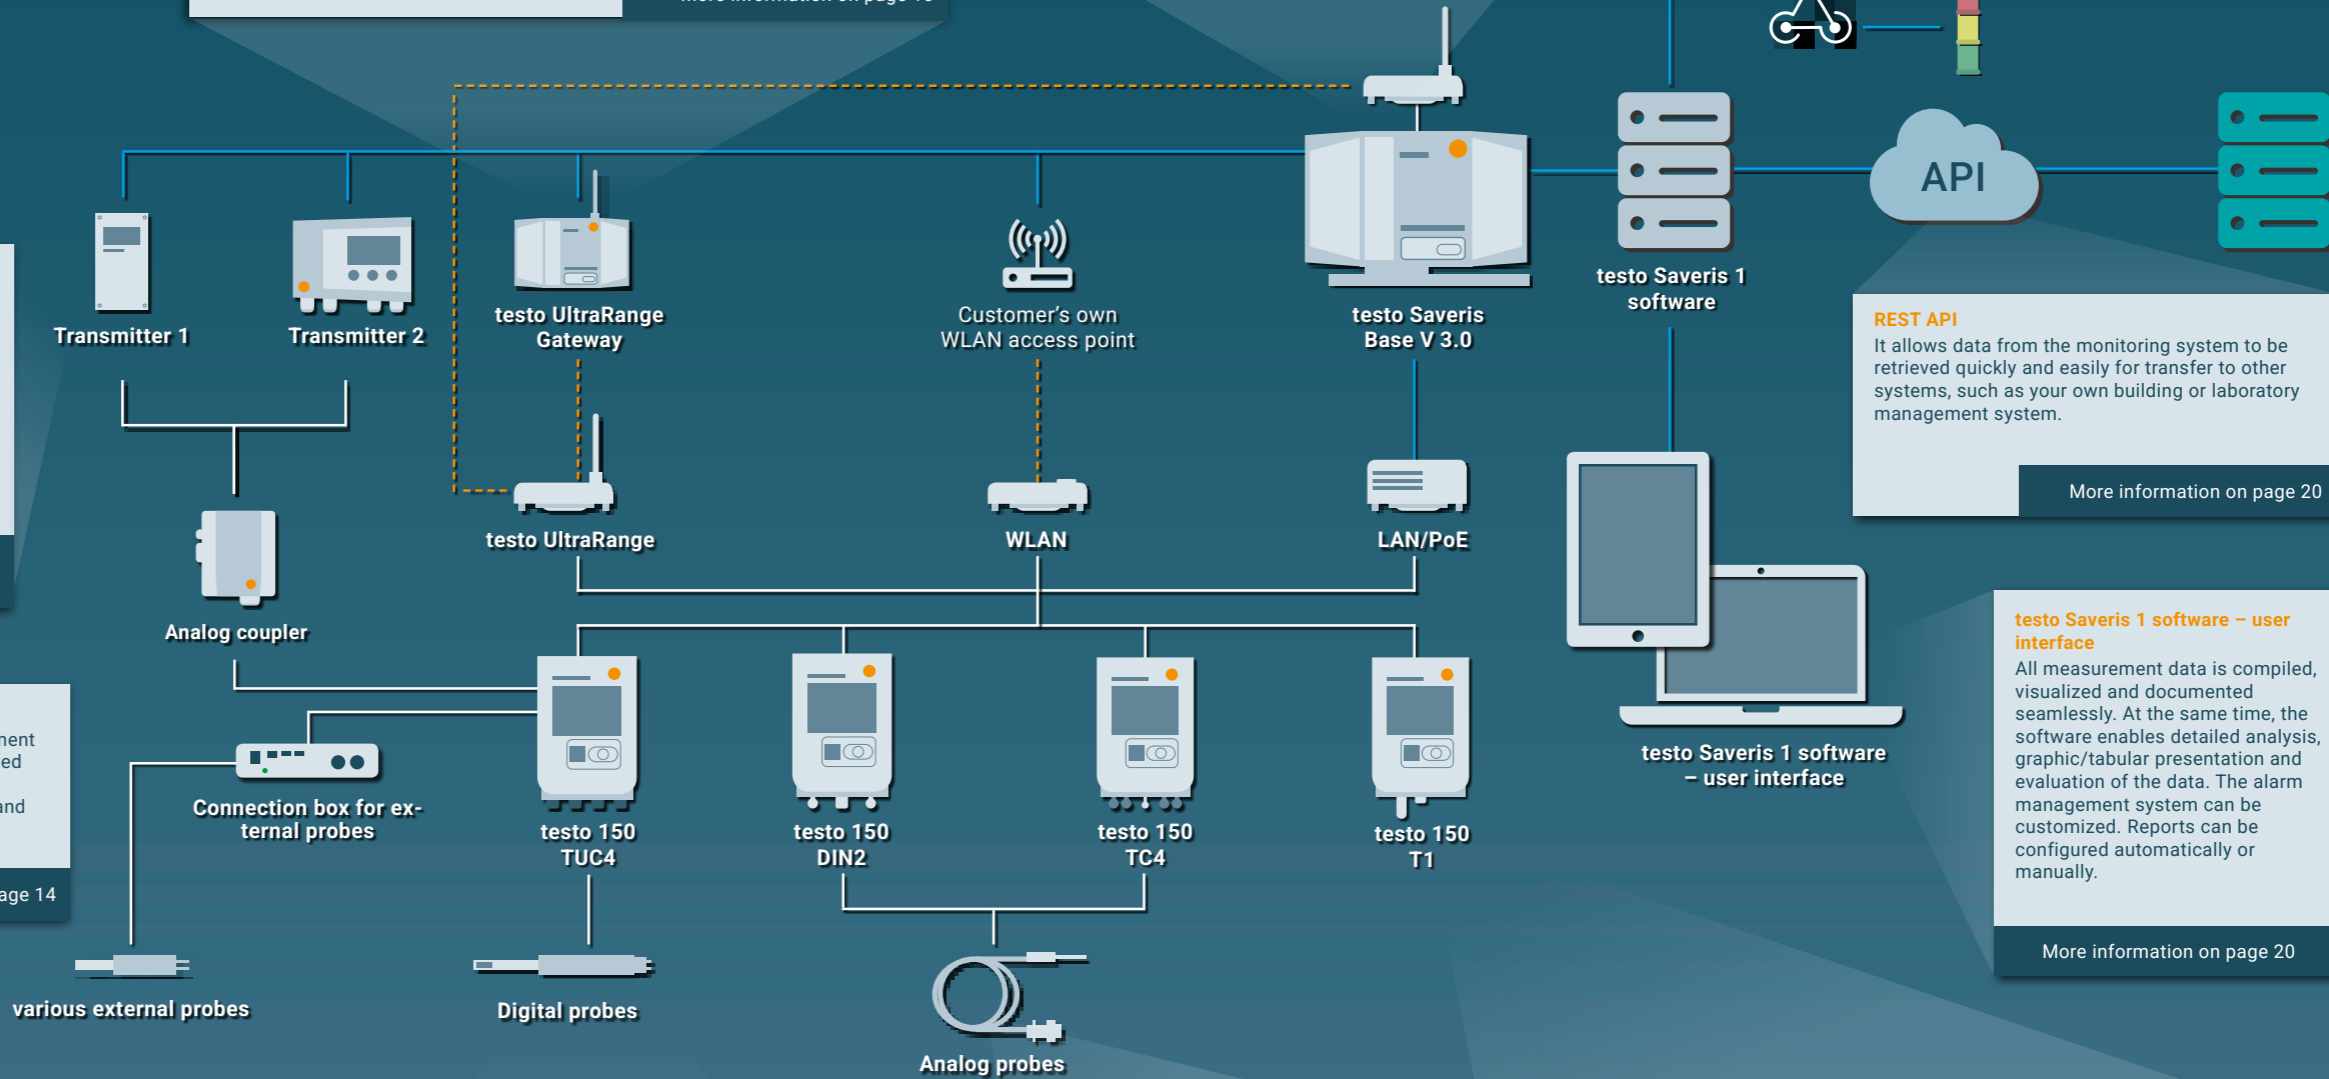 API
testo Saveris 1
software
Transmitter 1
Transmitter 2
testo UltraRange
Gateway
Customer's own
WLAN access point
testo Saveris
Base V 3.0
REST API
It allows data from the monitoring system to be
retrieved quickly and easily for transfer to other
systems, such as your own building or laboratory
management system.
More information on page 20
testo UltraRange
WLAN
LAN/PoE
Analog coupler
testo Saveris 1 software – user
interface
All measurement data is compiled,
visualized and documented
seamlessly. At the same time, the
software enables detailed analysis,
graphic/tabular presentation and
evaluation of the data. The alarm
management system can be
customized. Reports can be
configured automatically or
manually.
More information on page 20
testo Saveris 1 software
– user interface
and
Connection box for ex-
ternal probes
testo 150
TUC4
testo 150
DIN2
testo 150
TC4
testo 150
T1
age 14
various external probes
Digital probes
Analog probes